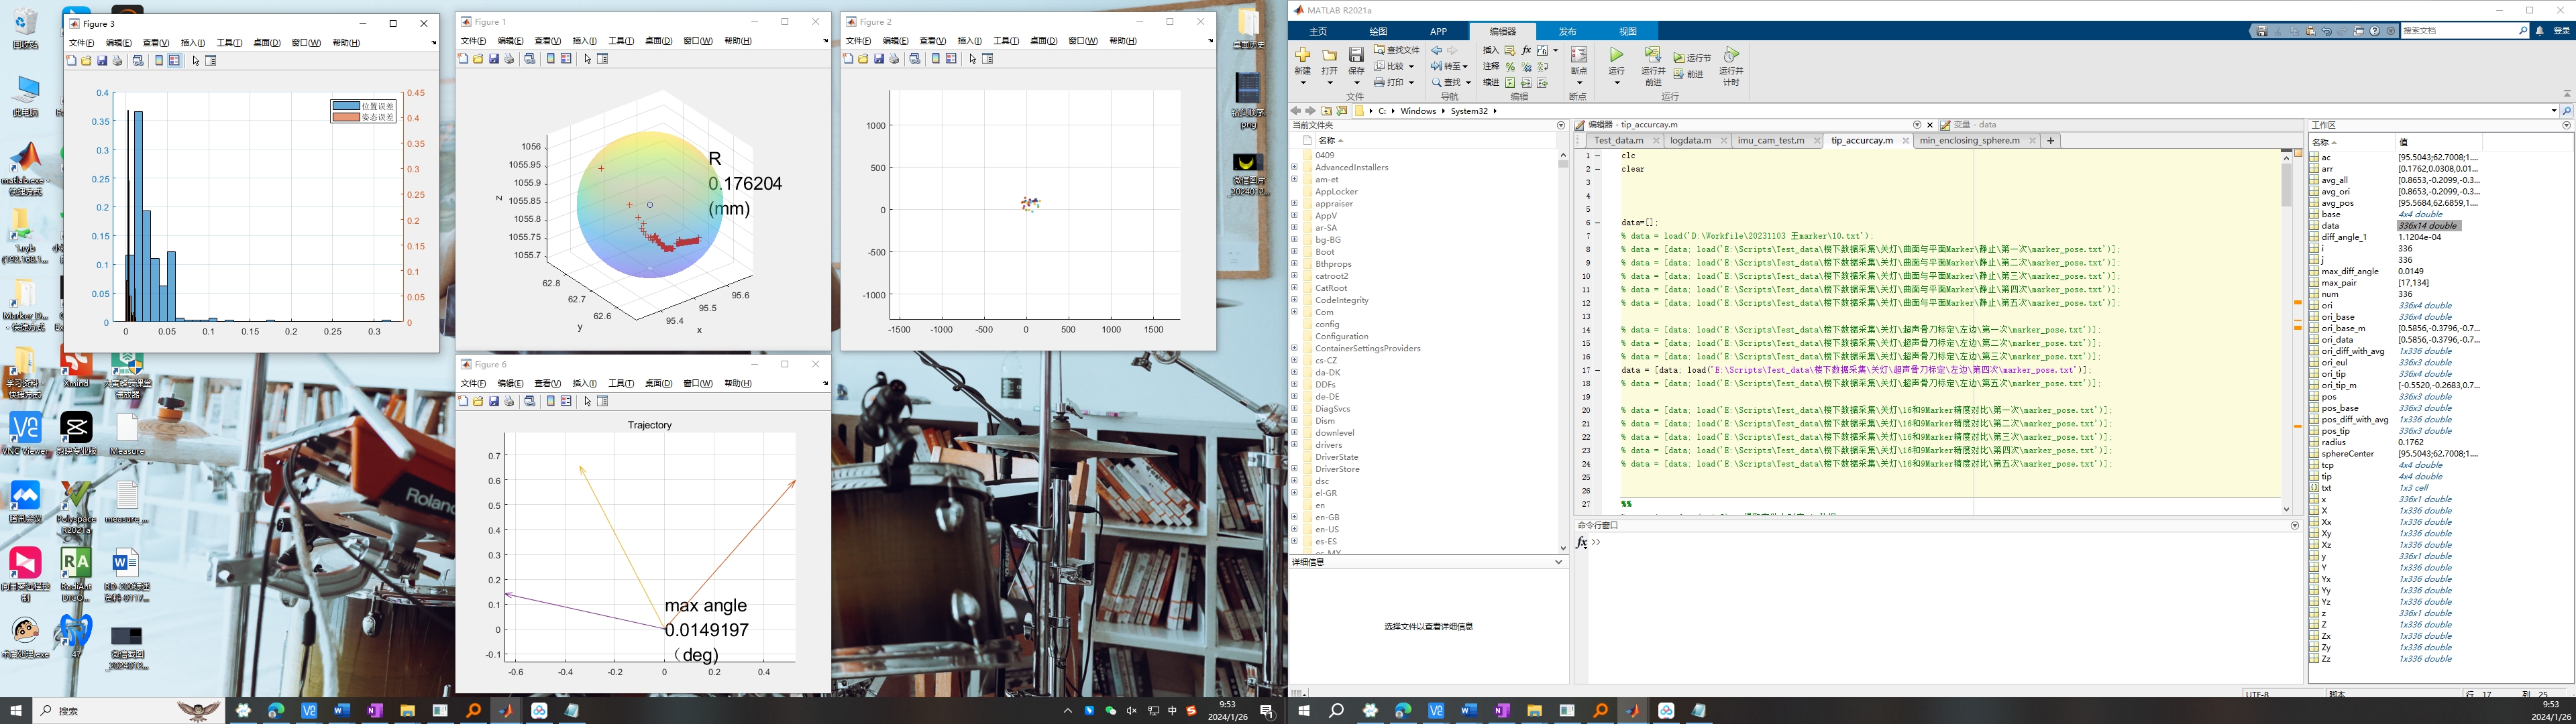 Figure 3
文件(F) 编辑(E) 查看(V) 插入(I) 工具(T) 桌面(D) 窗口(W) 帮助(H)
位置误差
姿态误差
0.4
0.35
0.3
0.25
0.2
0.15
0.1
0.05
0
0.45
0.4
0.35
0.3
0.25
0.2
0.15
0.1
0.05
0
0 0.05 0.1 0.15 0.2 0.25 0.3
Figure 1
文件(F) 编辑(E) 查看(V) 插入(I) 工具(T) 桌面(D) 窗口(W) 帮助(H)
R
0.176204
(mm)
1056
1055.95
1055.9
1055.85
1055.8
1055.75
1055.7
z
62.8
62.7
62.6
y
95.4
95.5
95.6
x
Figure 2
文件(F) 编辑(E) 查看(V) 插入(I) 工具(T) 桌面(D) 窗口(W) 帮助(H)
1000
500
0
-500
-1000
-1500 -1000 -500 0 500 1000 1500
Figure 6
文件(F) 编辑(E) 查看(V) 插入(I) 工具(T) 桌面(D) 窗口(W) 帮助(H)
Trajectory
0.7
0.6
0.5
0.4
0.3
0.2
0.1
0
-0.1
max angle
0.0149197
（deg)
-0.6 -0.4 -0.2 0 0.2 0.4
回收站
此电脑
VNC Viewer
Measure
腾讯会议
Polyspace R2021a
measure_...
Xmind
Roland
搜索
中
9:53
2024/1/26
MATLAB R2021a
主页 绘图 APP 编辑器 发布 视图
搜索文档
登录
新建 打开 保存
查找文件
比较
打印
转至
查找
插入
注释
缩进
断点
运行
运行并前进
运行节
前进
运行并计时
文件 导航 编辑 断点 运行
C: Windows System32
当前文件夹
名称
0409
AdvancedInstallers
am-et
AppLocker
appraiser
AppV
ar-SA
bg-BG
Boot
Bthprops
catroot2
CatRoot
CodeIntegrity
Com
config
Configuration
ContainerSettingsProviders
cs-CZ
da-DK
DDFs
de-DE
DiagSvcs
Dism
downlevel
drivers
DriverState
DriverStore
dsc
el-GR
en
en-GB
en-US
es-ES
es-MX
详细信息
选择文件以查看详细信息
编辑器 - tip_accurcay.m
变量 - data
Test_data.m logdata.m imu_cam_test.m tip_accurcay.m min_enclosing_sphere.m
1 clc
2 clear
3
4
5
6 data=[];
7 % data = load('D:\Workfile\20231103 王marker\10.txt');
8 % data = [data; load('E:\Scripts\Test_data\楼下数据采集\关灯\曲面与平面Marker\静止\第一次\marker_pose.txt')];
9 % data = [data; load('E:\Scripts\Test_data\楼下数据采集\关灯\曲面与平面Marker\静止\第二次\marker_pose.txt')];
10 % data = [data; load('E:\Scripts\Test_data\楼下数据采集\关灯\曲面与平面Marker\静止\第三次\marker_pose.txt')];
11 % data = [data; load('E:\Scripts\Test_data\楼下数据采集\关灯\曲面与平面Marker\静止\第四次\marker_pose.txt')];
12 % data = [data; load('E:\Scripts\Test_data\楼下数据采集\关灯\曲面与平面Marker\静止\第五次\marker_pose.txt')];
13
14 % data = [data; load('E:\Scripts\Test_data\楼下数据采集\关灯\超声骨刀标定\左边\第一次\marker_pose.txt')];
15 % data = [data; load('E:\Scripts\Test_data\楼下数据采集\关灯\超声骨刀标定\左边\第二次\marker_pose.txt')];
16 % data = [data; load('E:\Scripts\Test_data\楼下数据采集\关灯\超声骨刀标定\左边\第三次\marker_pose.txt')];
17 data = [data; load('E:\Scripts\Test_data\楼下数据采集\关灯\超声骨刀标定\左边\第四次\marker_pose.txt')];
18 % data = [data; load('E:\Scripts\Test_data\楼下数据采集\关灯\超声骨刀标定\左边\第五次\marker_pose.txt')];
19
20 % data = [data; load('E:\Scripts\Test_data\楼下数据采集\关灯\16和9Marker精度对比\第一次\marker_pose.txt')];
21 % data = [data; load('E:\Scripts\Test_data\楼下数据采集\关灯\16和9Marker精度对比\第二次\marker_pose.txt')];
22 % data = [data; load('E:\Scripts\Test_data\楼下数据采集\关灯\16和9Marker精度对比\第三次\marker_pose.txt')];
23 % data = [data; load('E:\Scripts\Test_data\楼下数据采集\关灯\16和9Marker精度对比\第四次\marker_pose.txt')];
24 % data = [data; load('E:\Scripts\Test_data\楼下数据采集\关灯\16和9Marker精度对比\第五次\marker_pose.txt')];
25
26
27 %%
命令行窗口
fx >>
工作区
名称 值
ac [95.5043;62.7008;1....
arr [0.1762,0.0308,0.01...
avg_all [0.8653,-0.2099,-0.3...
avg_ori [0.8653,-0.2099,-0.3...
avg_pos [95.5684,62.6859,1....
base 4x4 double
data 336x14 double
diff_angle_1 1.1204e-04
i 336
j 336
max_diff_angle 0.0149
max_pair [17,134]
num 336
ori 336x4 double
ori_base 336x4 double
ori_base_m [0.5856,-0.3796,-0.7...
ori_data [0.5856,-0.3796,-0.7...
ori_diff_with_avg 1x336 double
ori_eul 336x3 double
ori_tip 336x4 double
ori_tip_m [-0.5520,-0.2683,0.7...
pos 336x3 double
pos_base 336x3 double
pos_diff_with_avg 1x336 double
pos_tip 336x3 double
radius 0.1762
sphereCenter [95.5043;62.7008;1....
tcp 4x4 double
tip 4x4 double
txt 1x3 cell
x 336x1 double
X 1x336 double
Xx 1x336 double
Xy 1x336 double
Xz 1x336 double
y 336x1 double
Y 1x336 double
Yx 1x336 double
Yy 1x336 double
Yz 1x336 double
z 336x1 double
Z 1x336 double
Zx 1x336 double
Zy 1x336 double
Zz 1x336 double
UTF-8 脚本 行 17 列 25
9:53
2024/1/26